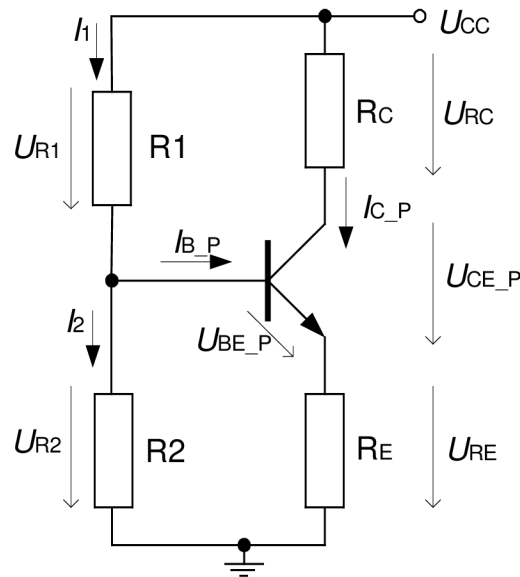 I1
UCC
UR1
R1
RC
URC
IC_P
IB_P
UCE_P
I2
UBE_P
UR2
R2
RE
URE